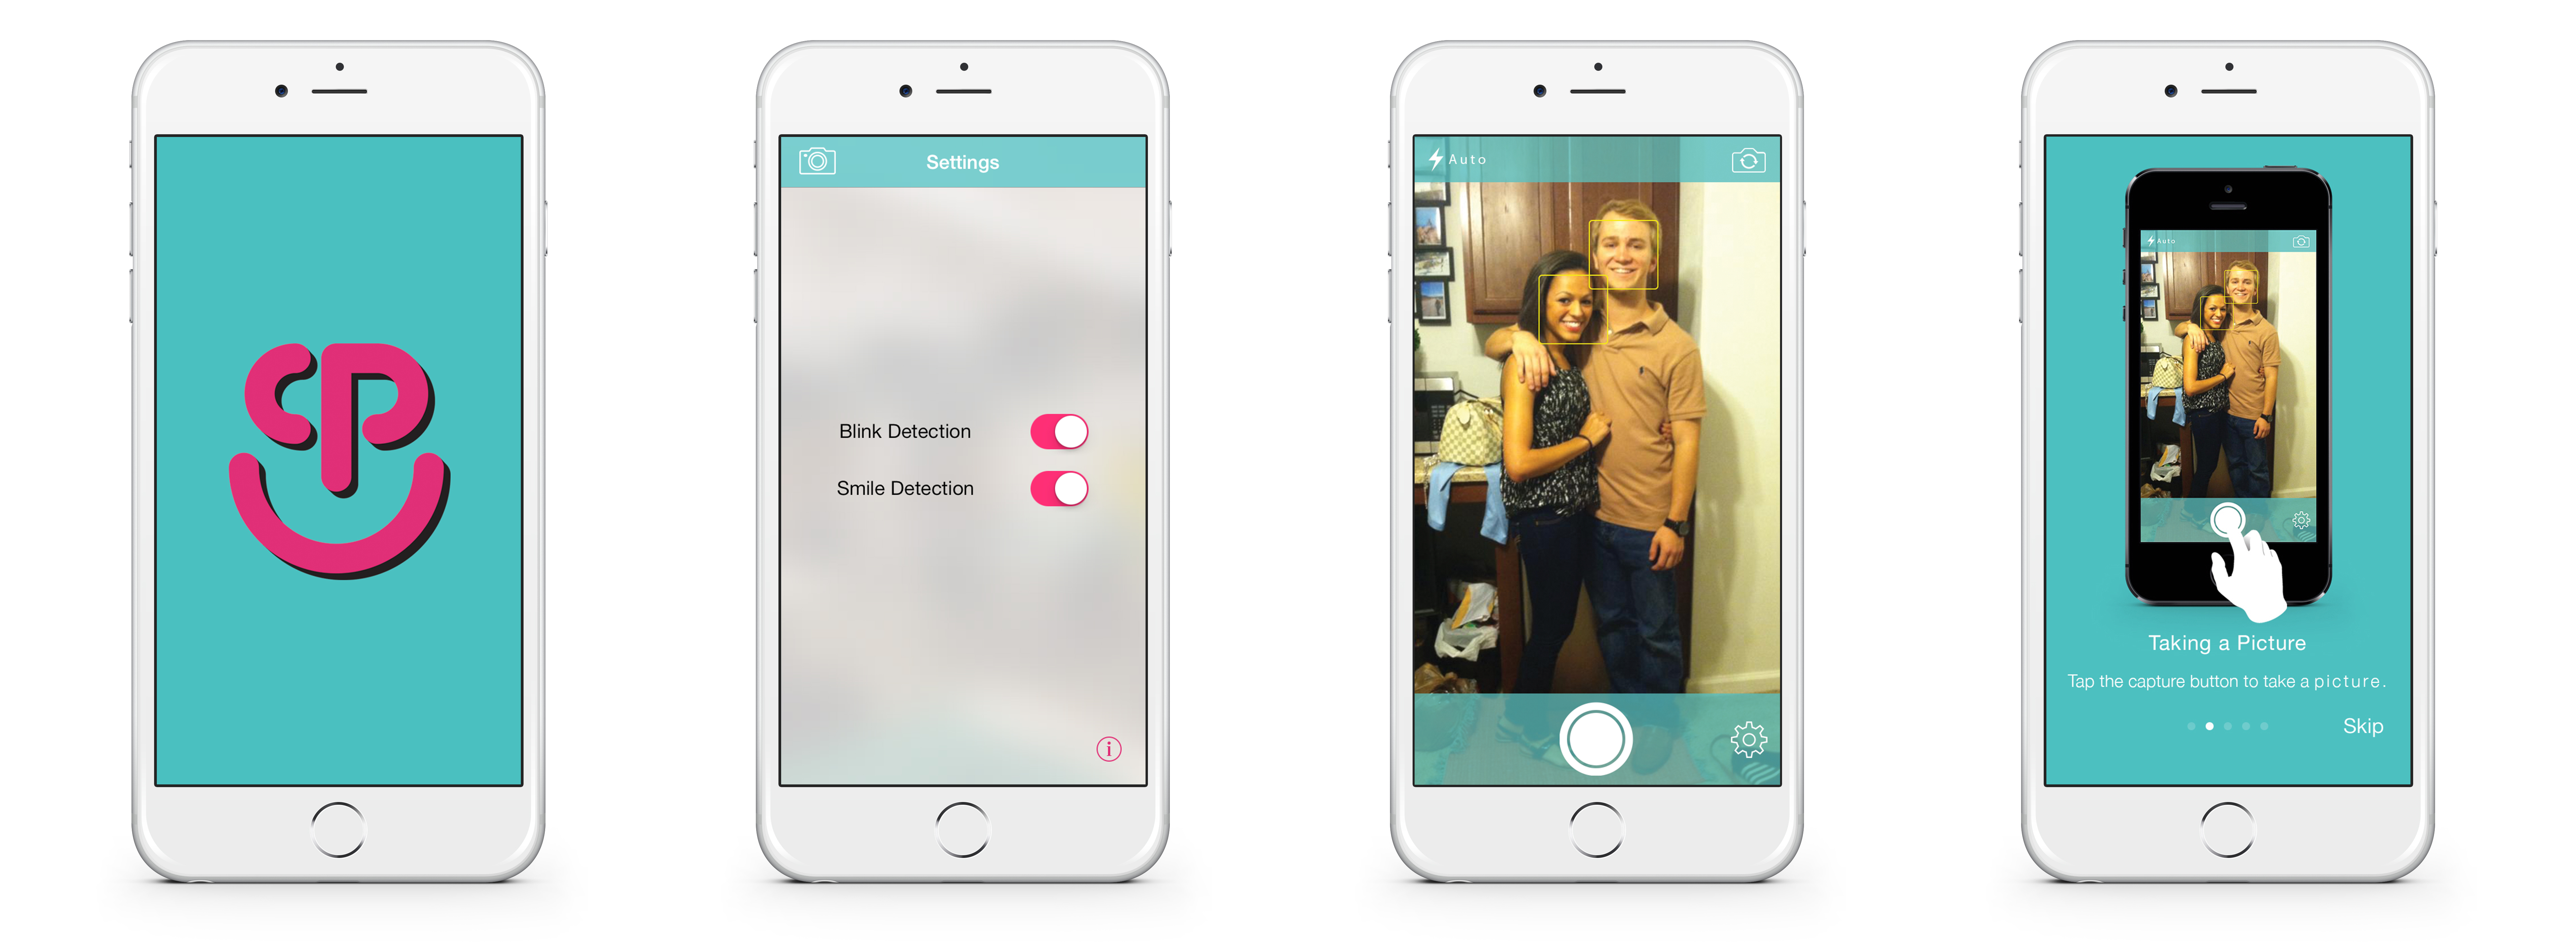 Settings
Blink Detection
Smile Detection
i
Auto
Auto
Taking a Picture
Tap the capture button to take a picture.
Skip